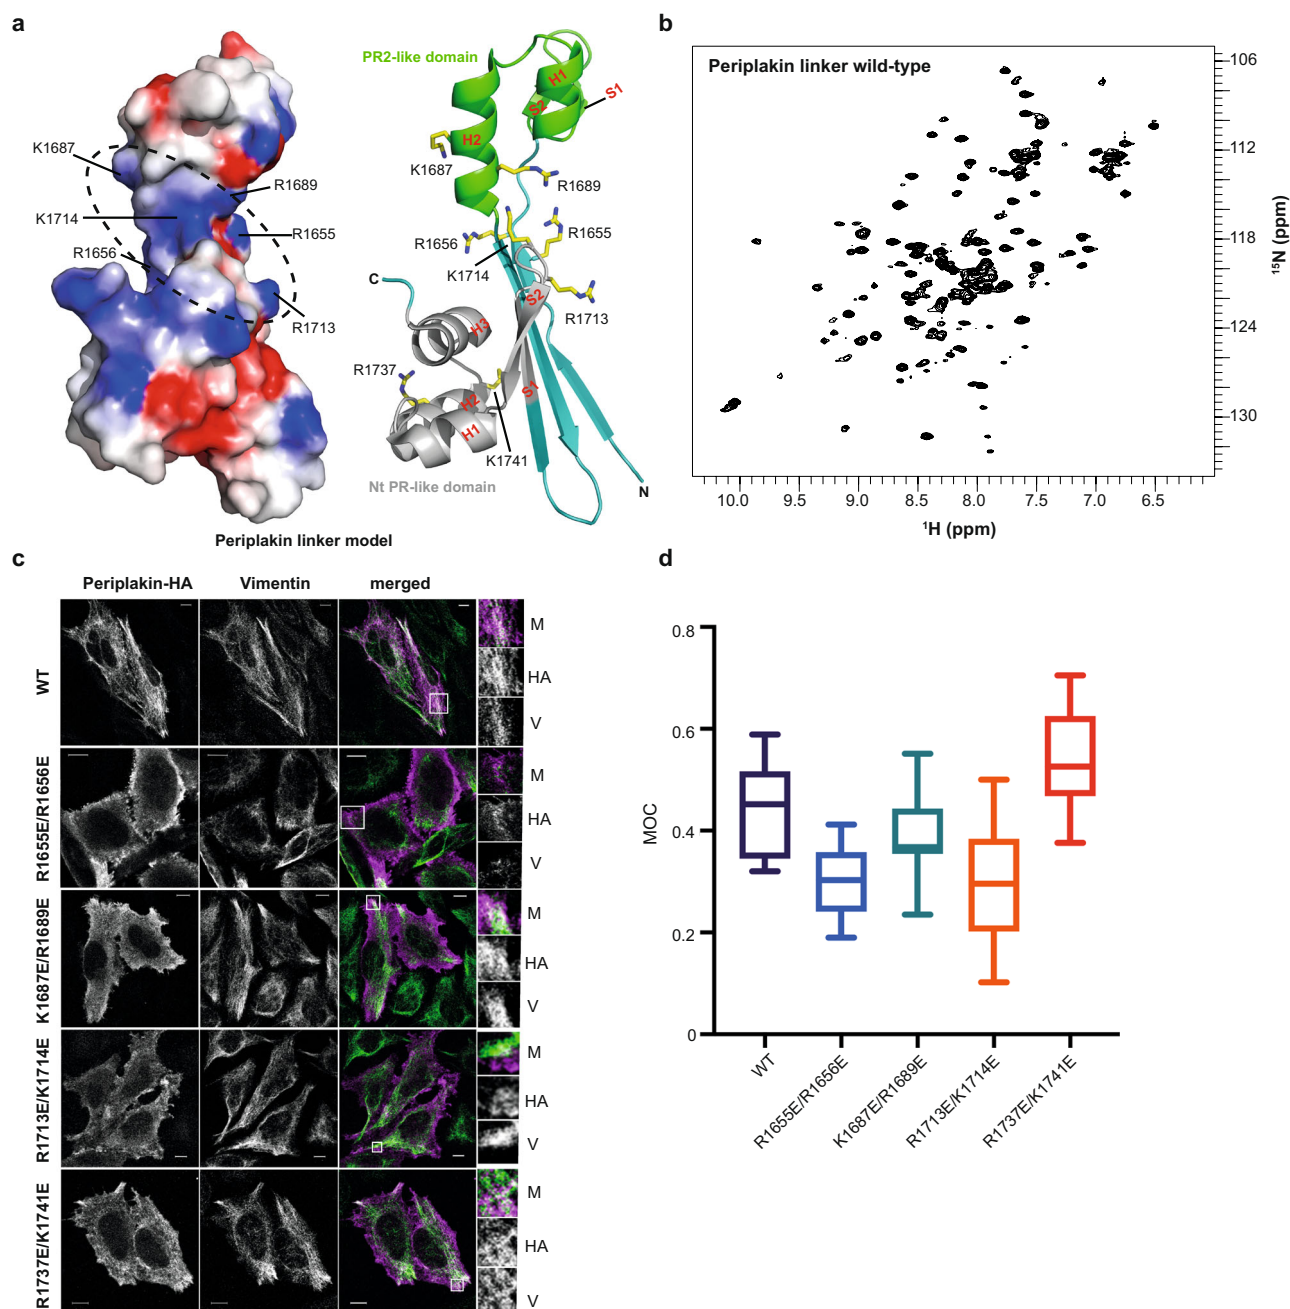 a
K1687
K1714
R1656
R1689
R1655
R1713
PR2-like domain
H1
S1
S2
H2
K1687
R1689
R1656
R1655
K1714
C
S2
R1713
H3
R1737
S1
H2
H1
K1741
Nt PR-like domain
N
Periplakin linker model
b
Periplakin linker wild-type
106
112
118
124
130
15N (ppm)
10.0 9.5 9.0 8.5 8.0 7.5 7.0 6.5
1H (ppm)
c
Periplakin-HA Vimentin merged
WT
M
HA
V
R1655E/R1656E
M
HA
V
K1687E/R1689E
M
HA
V
R1713E/K1714E
M
HA
V
R1737E/K1741E
M
HA
V
d
MOC
0.8
0.6
0.4
0.2
0
WT
R1655E/R1656E
K1687E/R1689E
R1713E/K1714E
R1737E/K1741E